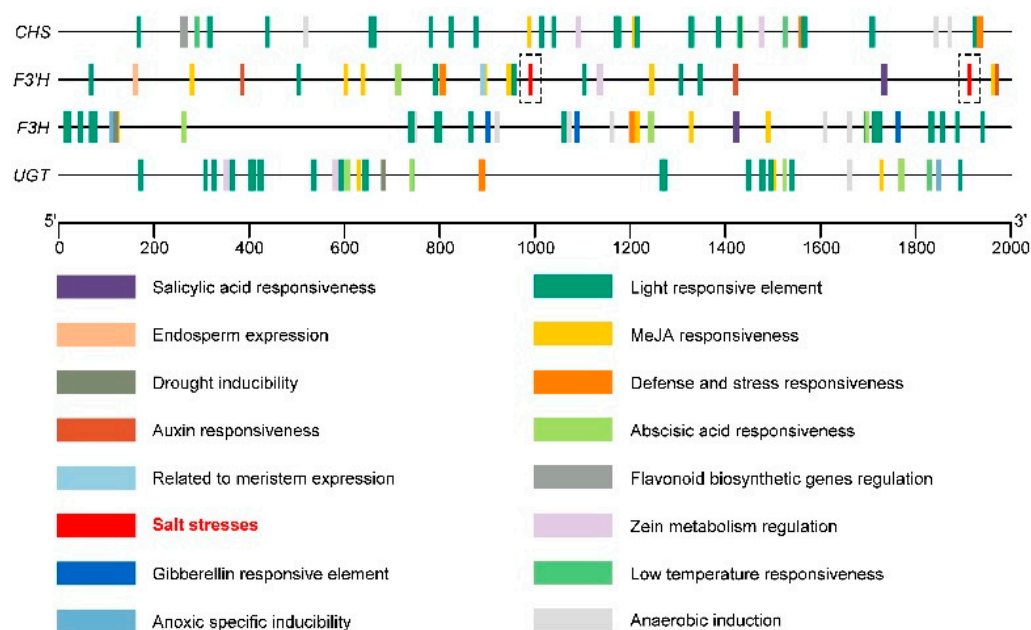 CHS
F3'H
F3H
UGT
5' 3'
0 200 400 600 800 1000 1200 1400 1600 1800 2000
Salicylic acid responsiveness Light responsive element
Endosperm expression MeJA responsiveness
Drought inducibility Defense and stress responsiveness
Auxin responsiveness Abscisic acid responsiveness
Related to meristem expression Flavonoid biosynthetic genes regulation
Salt stresses Zein metabolism regulation
Gibberellin responsive element Low temperature responsiveness
Anoxic specific inducibility Anaerobic induction